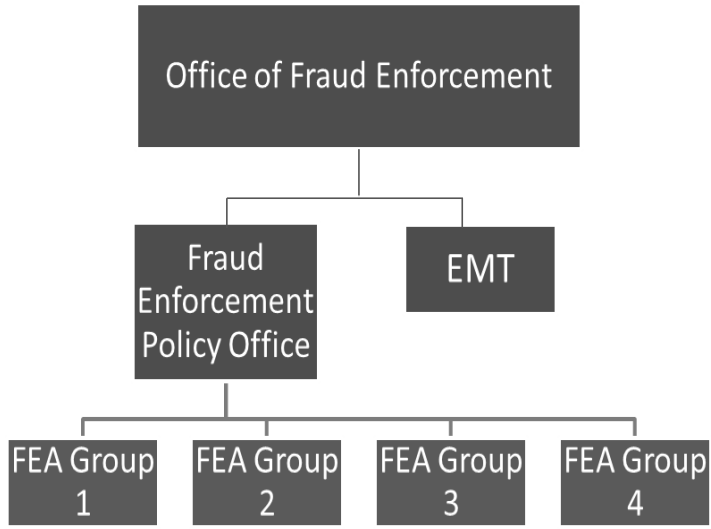 Office of Fraud Enforcement
Fraud
Enforcement
Policy Office
EMT
FEA Group
1
FEA Group
2
FEA Group
3
FEA Group
4